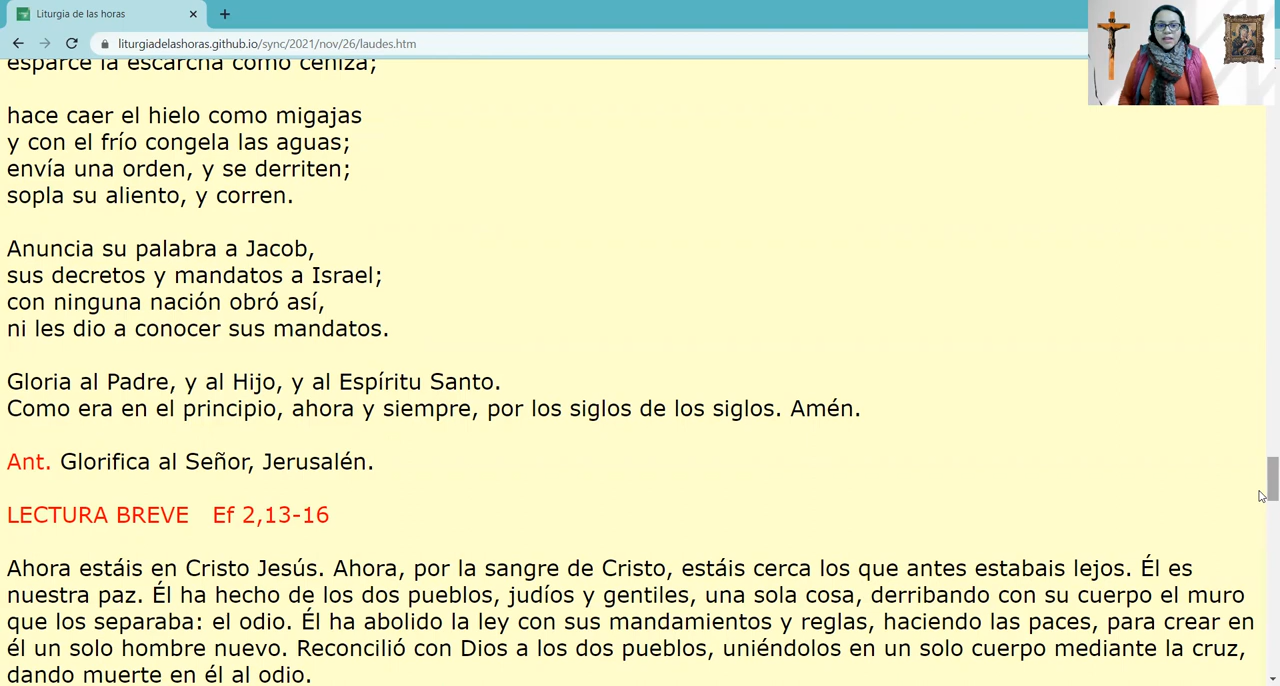 Liturgia de las horas
liturgiadelashoras.github.io/sync/2021/nov/26/laudes.htm
esparce la escarcha como ceniza;
hace caer el hielo como migajas
y con el frío congela las aguas;
envía una orden, y se derriten;
sopla su aliento, y corren.
Anuncia su palabra a Jacob,
sus decretos y mandatos a Israel;
con ninguna nación obró así,
ni les dio a conocer sus mandatos.
Gloria al Padre, y al Hijo, y al Espíritu Santo.
Como era en el principio, ahora y siempre, por los siglos de los siglos. Amén.
Ant. Glorifica al Señor, Jerusalén.
LECTURA BREVE Ef 2,13-16
Ahora estáis en Cristo Jesús. Ahora, por la sangre de Cristo, estáis cerca los que antes estabais lejos. Él es
nuestra paz. Él ha hecho de los dos pueblos, judíos y gentiles, una sola cosa, derribando con su cuerpo el muro
que los separaba: el odio. Él ha abolido la ley con sus mandamientos y reglas, haciendo las paces, para crear en
él un solo hombre nuevo. Reconcilió con Dios a los dos pueblos, uniéndolos en un solo cuerpo mediante la cruz,
dando muerte en él al odio.